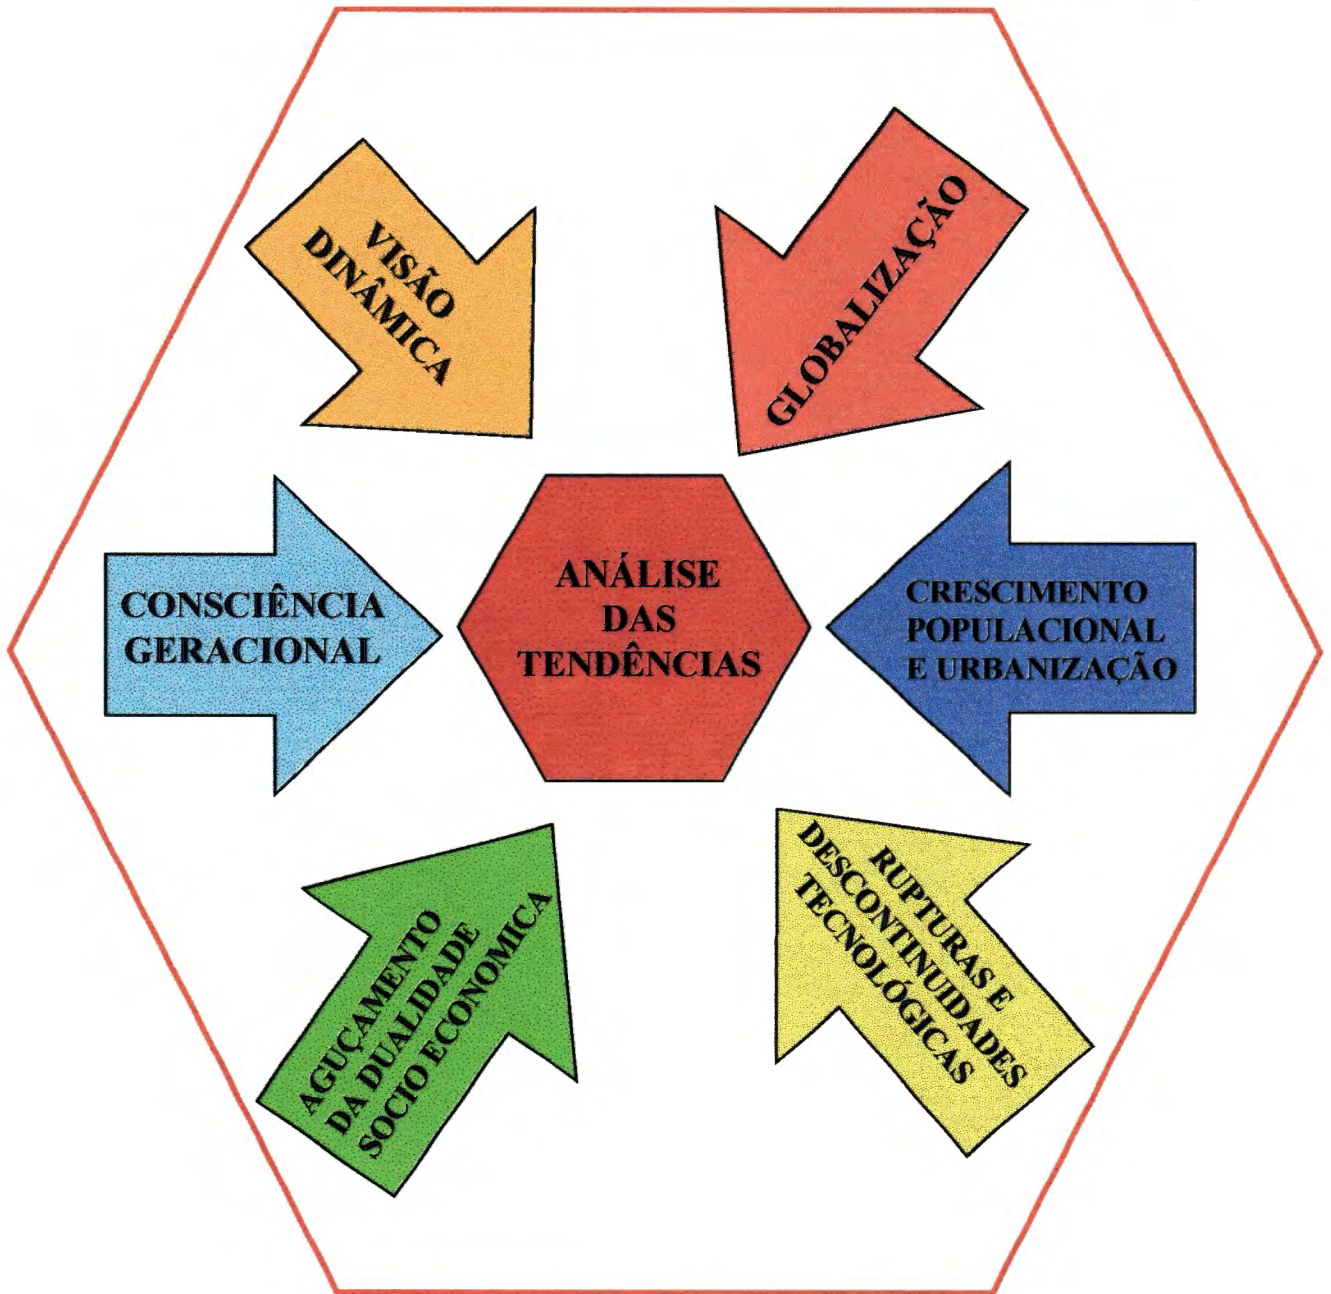 VISÃO
DINÂMICA
GLOBALIZAÇÃO
CONSCIÊNCIA
GERACIONAL
ANÁLISE
DAS
TENDÊNCIAS
CRESCIMENTO
POPULACIONAL
E URBANIZAÇÃO
AGUÇAMENTO
DA DUALIDADE
SOCIO ECONOMICA
RUPTURAS E
DESCONTINUIDADES
TECNOLÓGICAS